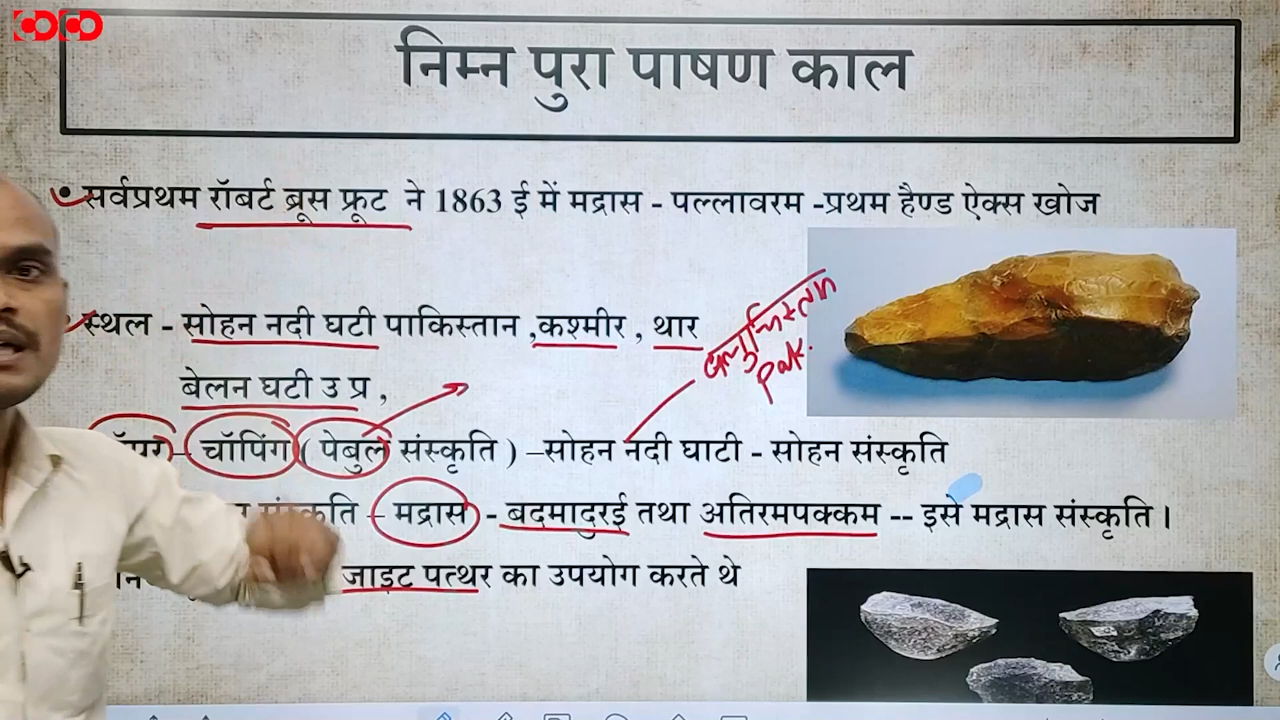 निम्न पुरा पाषण काल
• सर्वप्रथम रॉबर्ट ब्रूस फ्रूट ने 1863 ई में मद्रास - पल्लावरम -प्रथम हैण्ड ऐक्स खोज
स्थल - सोहन नदी घटी पाकिस्तान ,कश्मीर , थार
बेलन घटी उ प्र ,
– चॉपिंग ( पेबुल संस्कृति ) –सोहन नदी घाटी - सोहन संस्कृति
Pak.
संस्कृति – मद्रास - बदमादुरई तथा अतिरमपक्कम -- इसे मद्रास संस्कृति ।
जाइट पत्थर का उपयोग करते थे